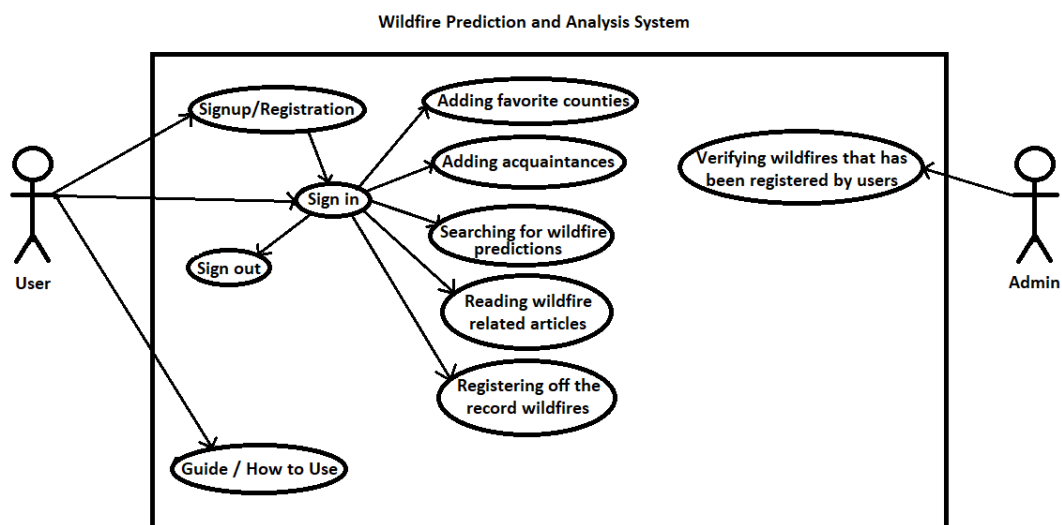 Wildfire Prediction and Analysis System
Signup/Registration
Adding favorite counties
Adding acquaintances
Verifying wildfires that has
been registered by users
Sign in
Searching for wildfire
predictions
Sign out
User
Admin
Reading wildfire
related articles
Registering off the
record wildfires
Guide / How to Use